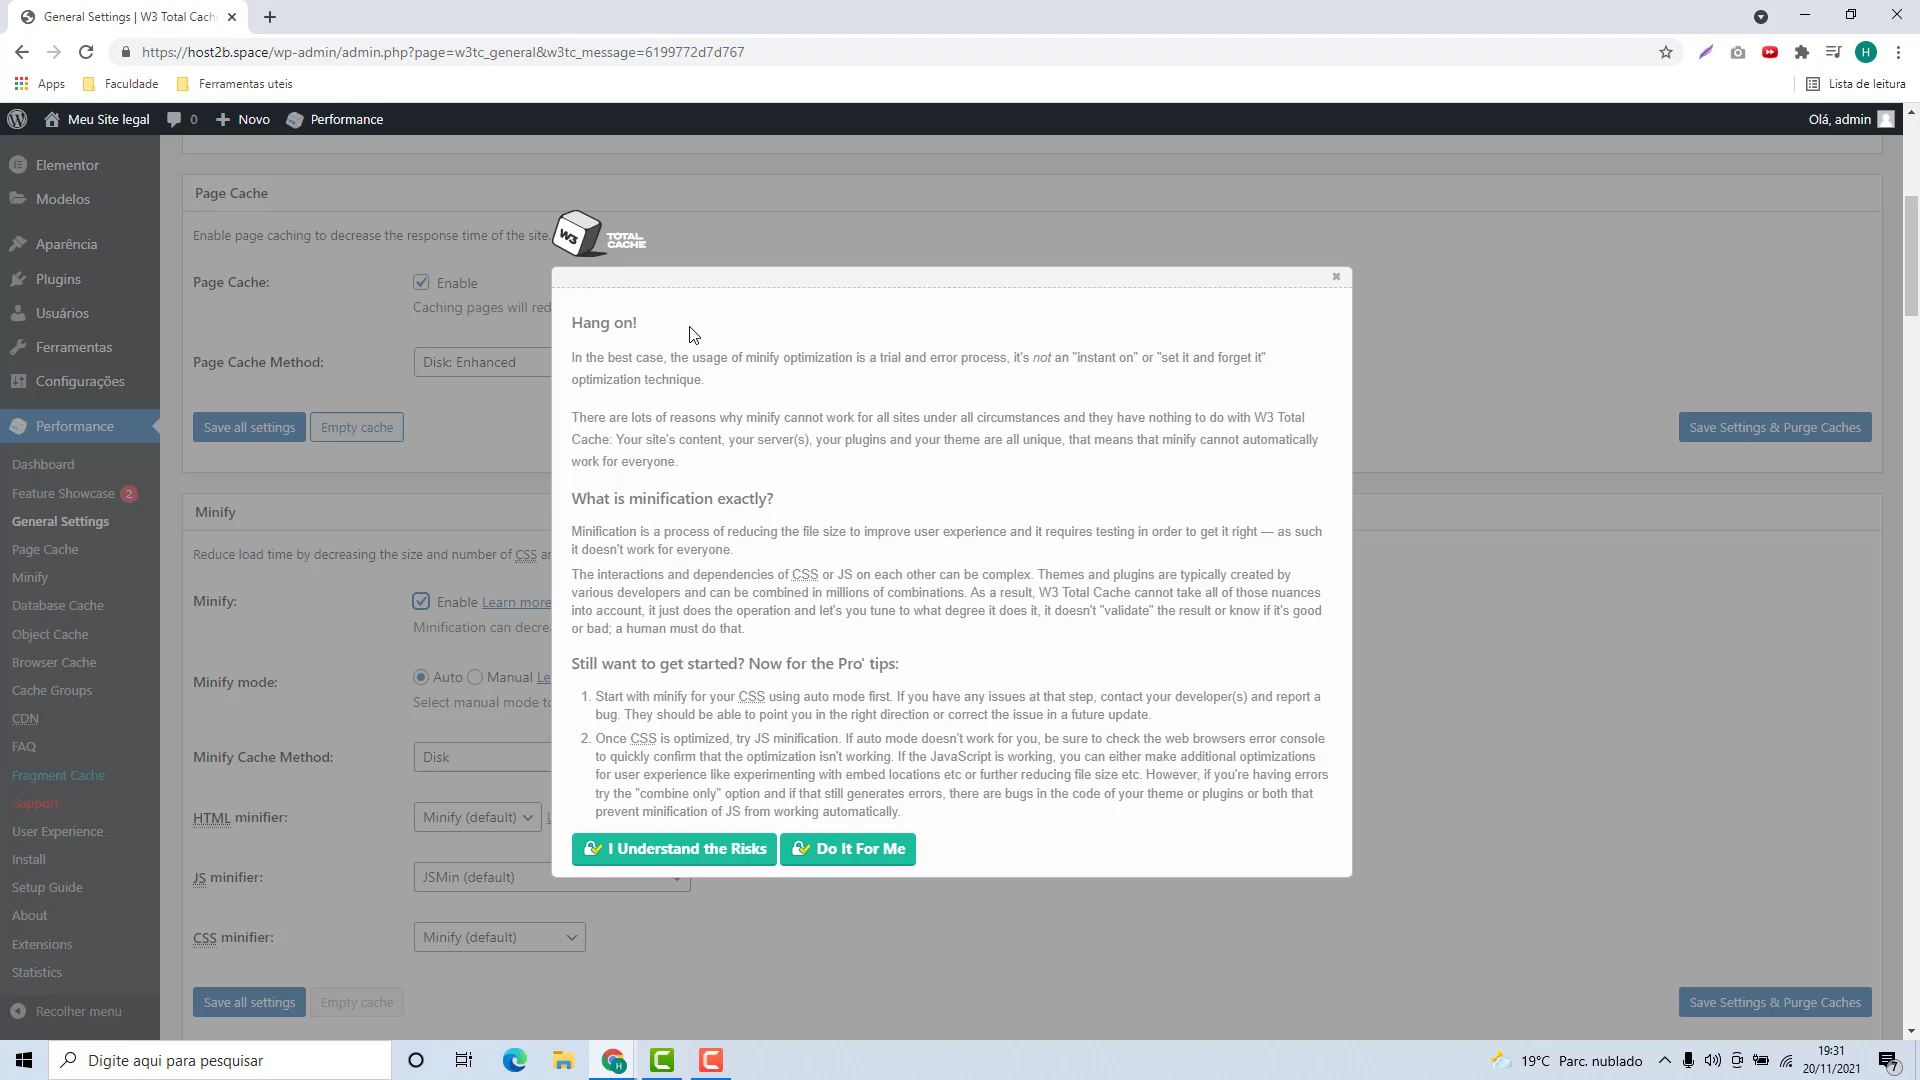 General Settings | W3 Total Cach
https://host2b.space/wp-admin/admin.php?page=w3tc_general&w3tc_message=6199772d7d767
H
Apps
Faculdade
Ferramentas uteis
Lista de leitura
Meu Site legal
0
Novo
Performance
Olá, admin
Elementor
Modelos
Aparência
Plugins
Usuários
Ferramentas
Configurações
Performance
Dashboard
Feature Showcase 2
General Settings
Page Cache
Minify
Database Cache
Object Cache
Browser Cache
Cache Groups
CDN
FAQ
Fragment Cache
Support
User Experience
Install
Setup Guide
About
Extensions
Statistics
Recolher menu
Page Cache
Enable page caching to decrease the response time of the site.
Page Cache:
Enable
Caching pages will red
Page Cache Method:
Disk: Enhanced
Save all settings
Empty cache
Save Settings & Purge Caches
Minify
Reduce load time by decreasing the size and number of CSS an
Minify:
Enable Learn more
Minification can decre
Minify mode:
Auto
Manual Le
Select manual mode to
Minify Cache Method:
Disk
HTML minifier:
Minify (default)
JS minifier:
JSMin (default)
CSS minifier:
Minify (default)
Save all settings
Empty cache
Save Settings & Purge Caches
W3
TOTAL
CACHE
Hang on!
In the best case, the usage of minify optimization is a trial and error process, it's not an "instant on" or "set it and forget it"
optimization technique.
There are lots of reasons why minify cannot work for all sites under all circumstances and they have nothing to do with W3 Total
Cache: Your site's content, your server(s), your plugins and your theme are all unique, that means that minify cannot automatically
work for everyone.
What is minification exactly?
Minification is a process of reducing the file size to improve user experience and it requires testing in order to get it right — as such
it doesn't work for everyone.
The interactions and dependencies of CSS or JS on each other can be complex. Themes and plugins are typically created by
various developers and can be combined in millions of combinations. As a result, W3 Total Cache cannot take all of those nuances
into account, it just does the operation and let's you tune to what degree it does it, it doesn't "validate" the result or know if it's good
or bad; a human must do that.
Still want to get started? Now for the Pro' tips:
1. Start with minify for your CSS using auto mode first. If you have any issues at that step, contact your developer(s) and report a
bug. They should be able to point you in the right direction or correct the issue in a future update.
2. Once CSS is optimized, try JS minification. If auto mode doesn't work for you, be sure to check the web browsers error console
to quickly confirm that the optimization isn't working. If the JavaScript is working, you can either make additional optimizations
for user experience like experimenting with embed locations etc or further reducing file size etc. However, if you're having errors
try the "combine only" option and if that still generates errors, there are bugs in the code of your theme or plugins or both that
prevent minification of JS from working automatically.
I Understand the Risks
Do It For Me
Digite aqui para pesquisar
19°C Parc. nublado
19:31
20/11/2021
7